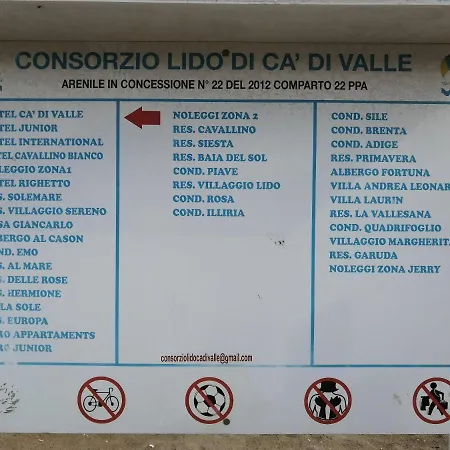 CONSORZIO LIDO DI CA' DI VALLE
ARENILE IN CONCESSIONE N° 22 DEL 2012 COMPARTO 22 PPA
TEL CA' DI VALLE
TEL JUNIOR
TEL INTERNATIONAL
TEL CAVALLINO BIANCO
LEGGIO ZONA1
TEL RIGHETTO
S. SOLEMARE
S. VILLAGGIO SERENO
SA GIANCARLO
BERGO AL CASON
ND. EMO
S. AL MARE
S. DELLE ROSE
S. HERMIONE
LA SOLE
S. EUROPA
RO APPARTAMENTS
RO JUNIOR
NOLEGGI ZONA 2
RES. CAVALLINO
RES. SIESTA
RES. BAIA DEL SOL
COND. PIAVE
RES. VILLAGGIO LIDO
COND. ROSA
COND. ILLIRIA
consorziolidocadivalle@gmail.com
COND. SILE
COND. BRENTA
COND. ADIGE
RES. PRIMAVERA
ALBERGO FORTUNA
VILLA ANDREA LEONAR
VILLA LAURIN
RES. LA VALLESANA
COND. QUADRIFOGLIO
VILLAGGIO MARGHERITA
RES. GARUDA
NOLEGGI ZONA JERRY